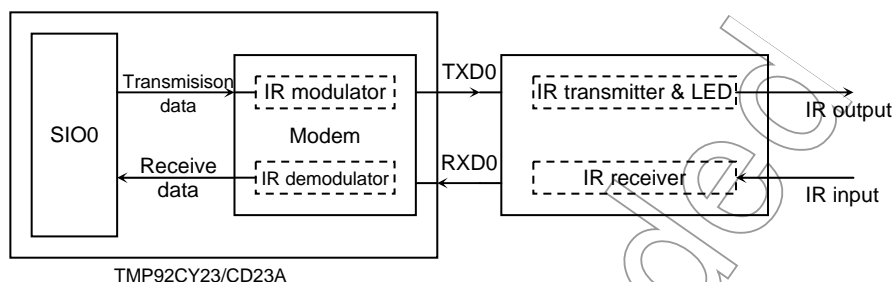 Transmisison
data
IR modulator
TXD0
IR transmitter & LED
IR output
SIO0
Modem
Receive
data
IR demodulator
RXD0
IR receiver
IR input
TMP92CY23/CD23A
ded